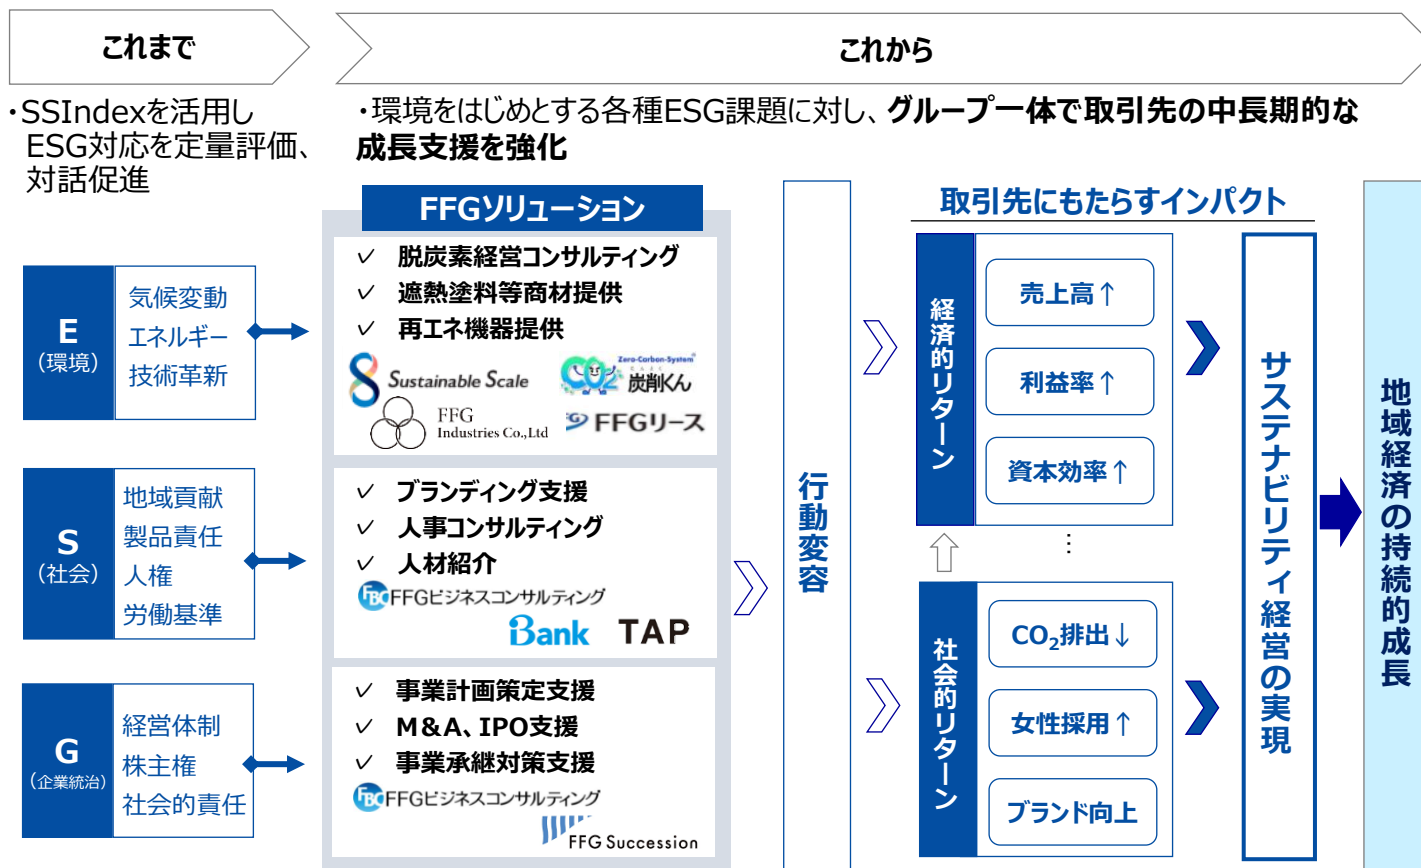 これまで
これから
・SSIndexを活用し
ESG対応を定量評価、
対話促進
・環境をはじめとする各種ESG課題に対し、グループ一体で取引先の中長期的な
成長支援を強化
E
(環境)
気候変動
エネルギー
技術革新
S
(社会)
地域貢献
製品責任
人権
労働基準
G
(企業統治)
経営体制
株主権
社会的責任
FFGソリューション
✓ 脱炭素経営コンサルティング
✓ 遮熱塗料等商材提供
✓ 再エネ機器提供
Sustainable Scale
Zero-Carbon-System
CO2 炭削くん
たんさく
FFG
Industries Co.,Ltd
FFGリース
✓ ブランディング支援
✓ 人事コンサルティング
✓ 人材紹介
FBC FFGビジネスコンサルティング
iBank TAP
✓ 事業計画策定支援
✓ M&A、IPO支援
✓ 事業承継対策支援
FBC FFGビジネスコンサルティング
FFG Succession
行動変容
取引先にもたらすインパクト
経済的リターン
売上高↑
利益率↑
資本効率↑
…
社会的リターン
CO₂排出↓
女性採用↑
ブランド向上
サステナビリティ経営の実現
地域経済の持続的成長